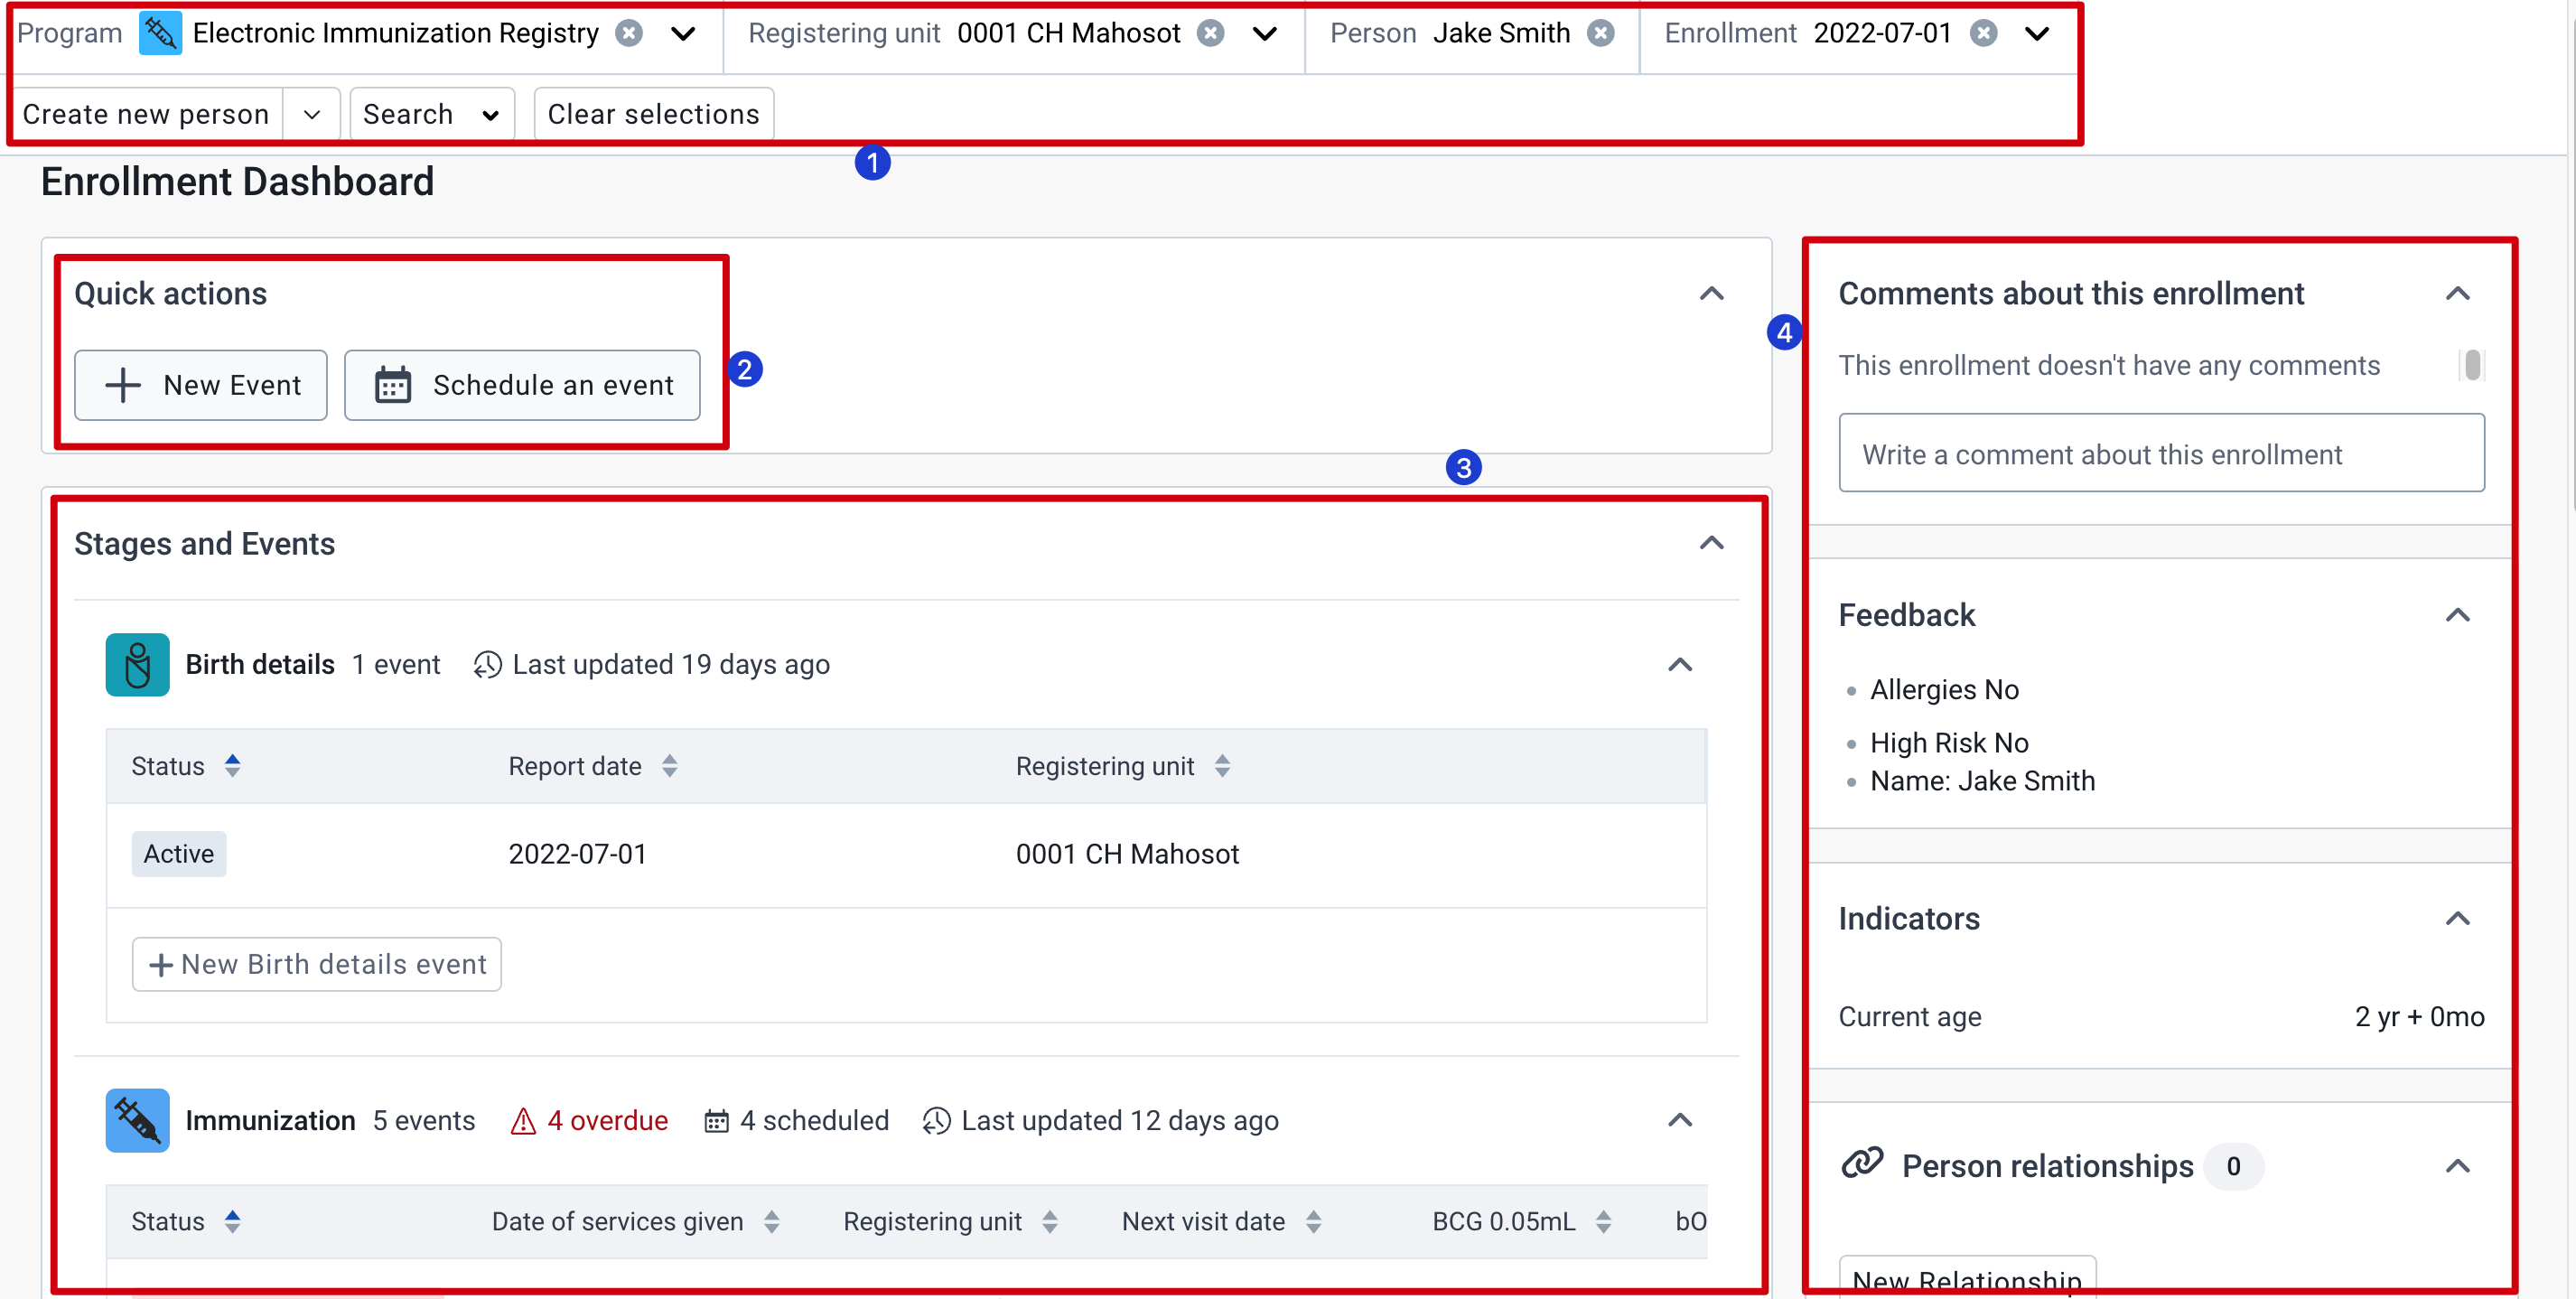 Program Electronic Immunization Registry Registering unit 0001 CH Mahosot Person Jake Smith Enrollment 2022-07-01
Create new person Search Clear selections
1
Enrollment Dashboard
Quick actions
New Event Schedule an event
2
3
Stages and Events
Birth details 1 event Last updated 19 days ago
Status Report date Registering unit
Active 2022-07-01 0001 CH Mahosot
New Birth details event
Immunization 5 events 4 overdue 4 scheduled Last updated 12 days ago
Status Date of services given Registering unit Next visit date BCG 0.05mL bO
4
Comments about this enrollment
This enrollment doesn't have any comments
Write a comment about this enrollment
Feedback
Allergies No
High Risk No
Name: Jake Smith
Indicators
Current age 2 yr + 0mo
Person relationships 0
New Relationship